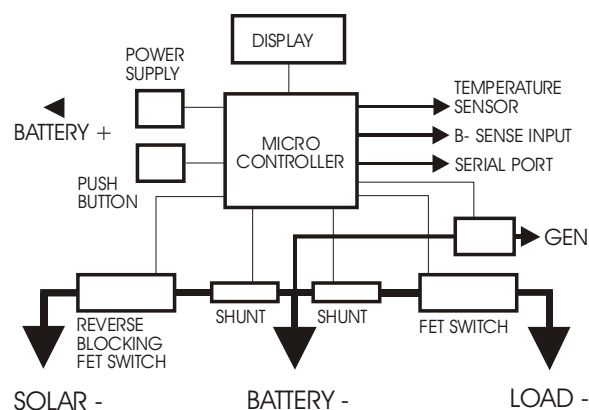 DISPLAY
POWER
SUPPLY
BATTERY +
MICRO
CONTROLLER
TEMPERATURE
SENSOR
B- SENSE INPUT
SERIAL PORT
PUSH
BUTTON
GEN
REVERSE
BLOCKING
FET SWITCH
SHUNT
SHUNT
FET SWITCH
SOLAR -
BATTERY -
LOAD -